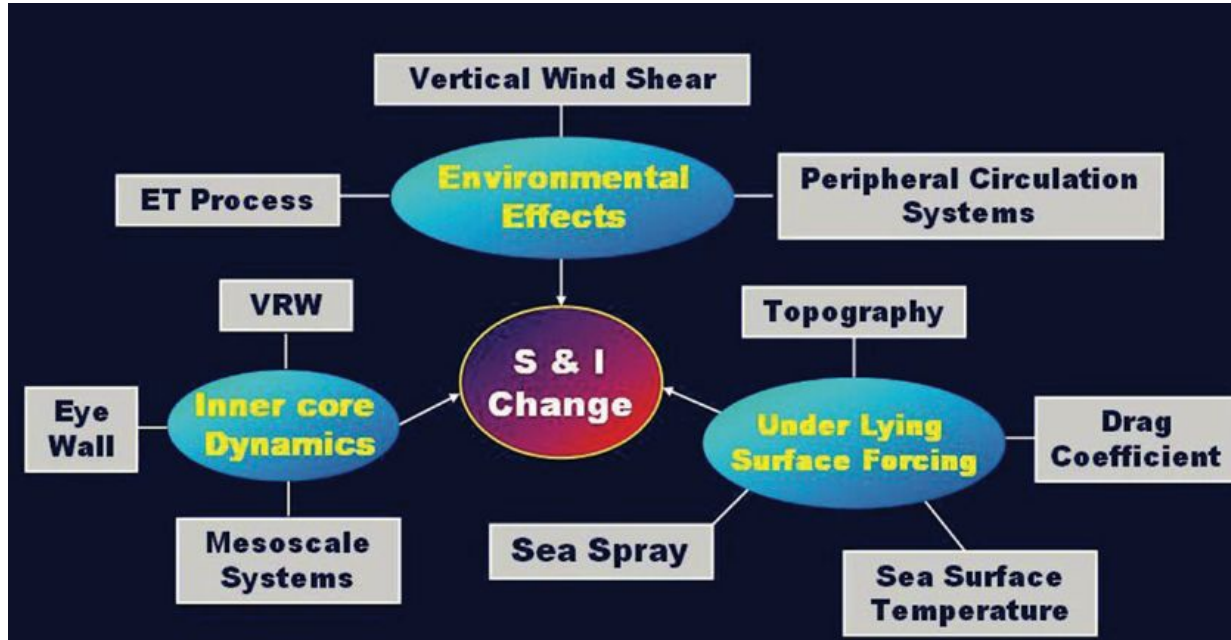 Vertical Wind Shear
Environmental
Effects
ET Process
Peripheral Circulation
Systems
VRW
Eye
Wall
Inner core
Dynamics
Mesoscale
Systems
S & I
Change
Topography
Under Lying
Surface Forcing
Drag
Coefficient
Sea Spray
Sea Surface
Temperature